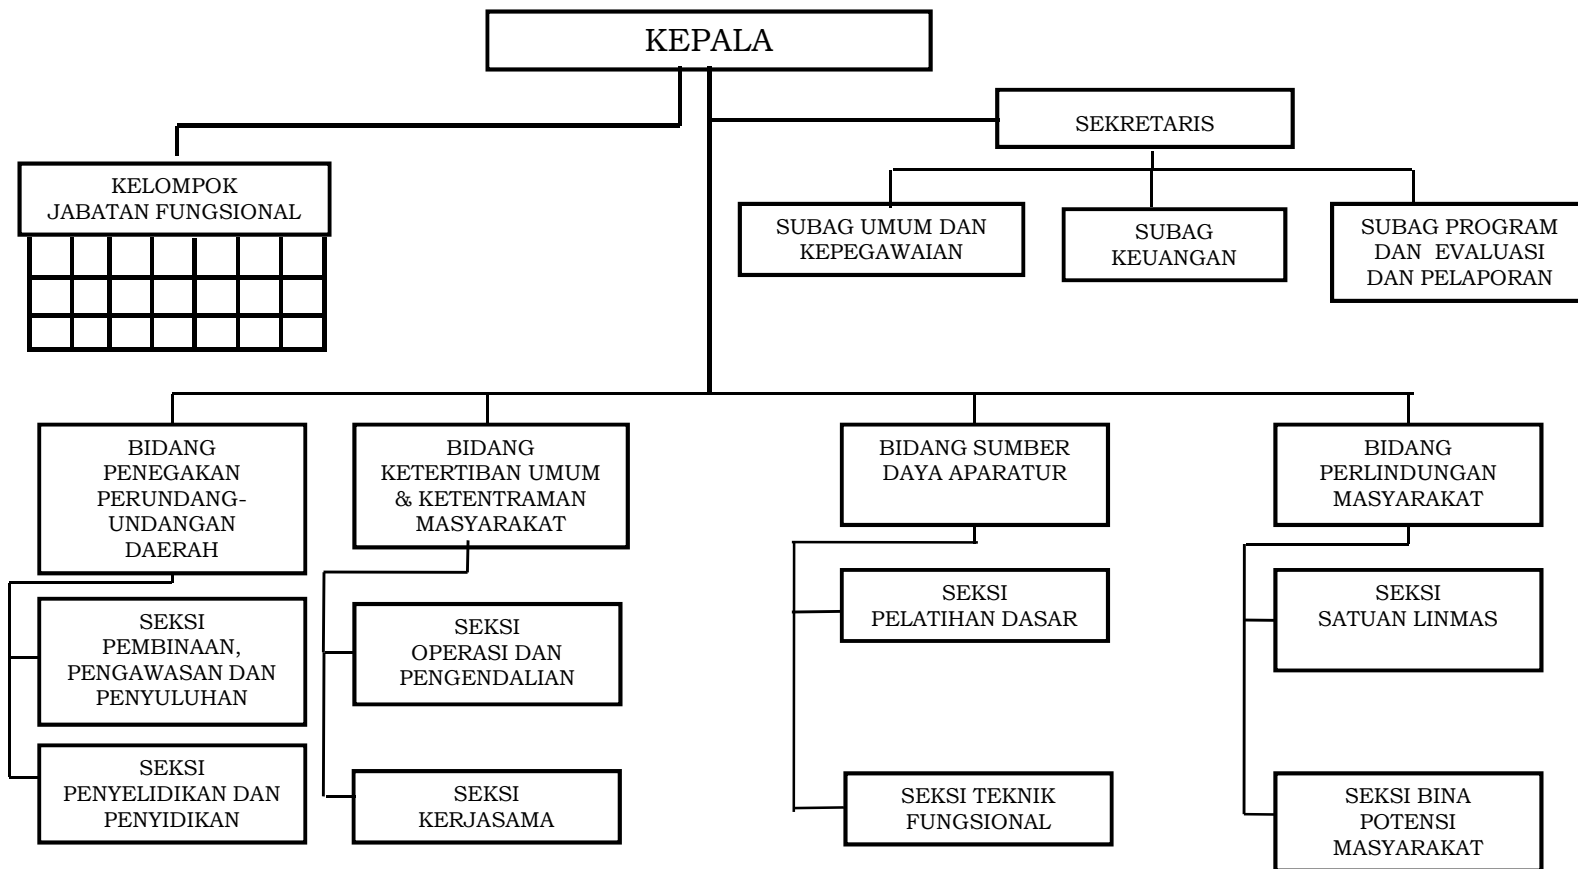 KEPALA
SEKRETARIS
KELOMPOK
JABATAN FUNGSIONAL
SUBAG UMUM DAN
KEPEGAWAIAN
SUBAG
KEUANGAN
SUBAG PROGRAM
DAN EVALUASI
DAN PELAPORAN
BIDANG
PENEGAKAN
PERUNDANG-
UNDANGAN
DAERAH
BIDANG
KETERTIBAN UMUM
& KETENTRAMAN
MASYARAKAT
BIDANG SUMBER
DAYA APARATUR
BIDANG
PERLINDUNGAN
MASYARAKAT
SEKSI
PEMBINAAN,
PENGAWASAN DAN
PENYULUHAN
SEKSI
OPERASI DAN
PENGENDALIAN
SEKSI
PELATIHAN DASAR
SEKSI
SATUAN LINMAS
SEKSI
PENYELIDIKAN DAN
PENYIDIKAN
SEKSI
KERJASAMA
SEKSI TEKNIK
FUNGSIONAL
SEKSI BINA
POTENSI
MASYARAKAT